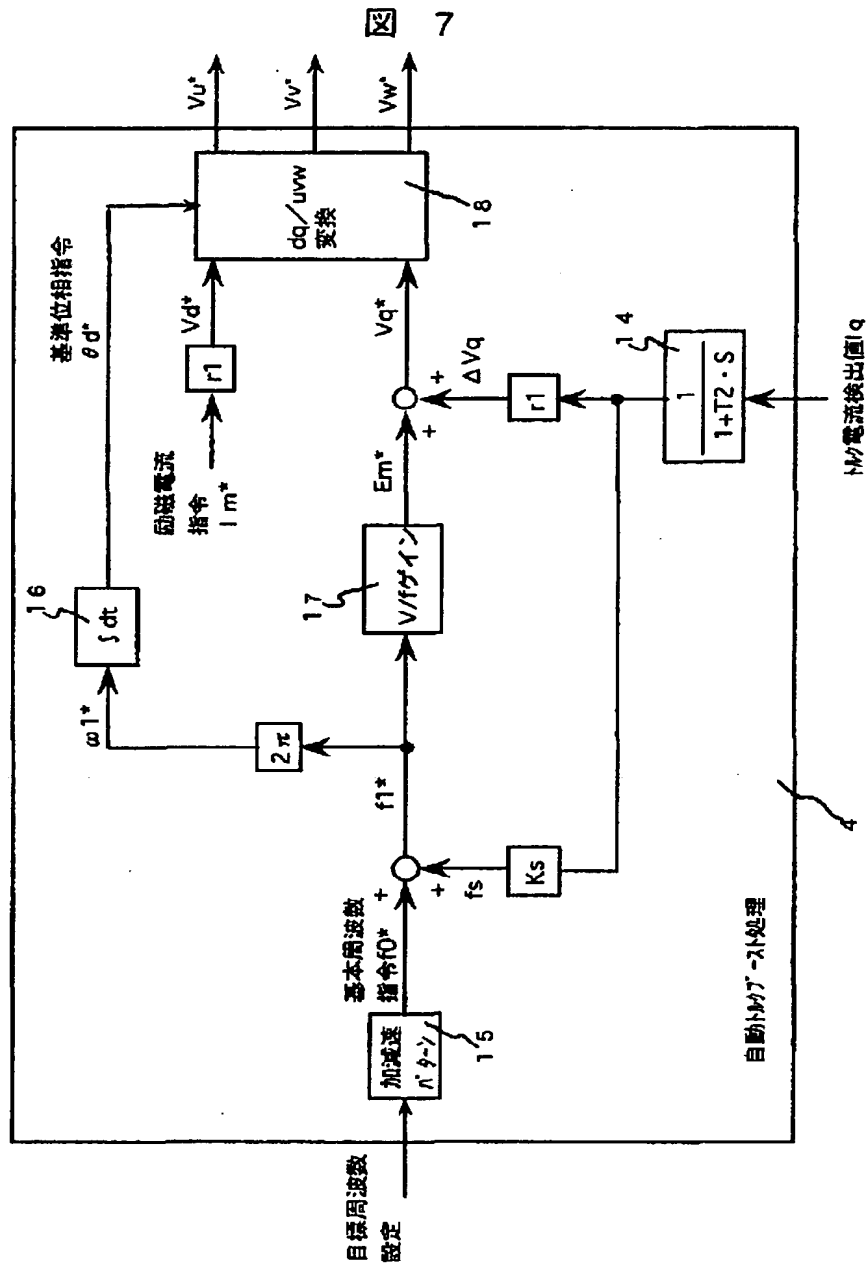 図 7
目標周波数
設定
加減速
パターン
15
基本周波数
指令f0*
+
+
fs
Ks
f1*
2π
ω1*
16
∫dt
基準位相指令
θd*
励磁電流
指令
Im*
r1
Vd*
17
V/fゲイン
Em*
+
+
ΔVq
r1
Vq*
dq/uvw
変換
18
Vu*
Vv*
Vw*
14
1
1+T2・S
トルク電流検出値Iq
自動トルクブースト処理
4